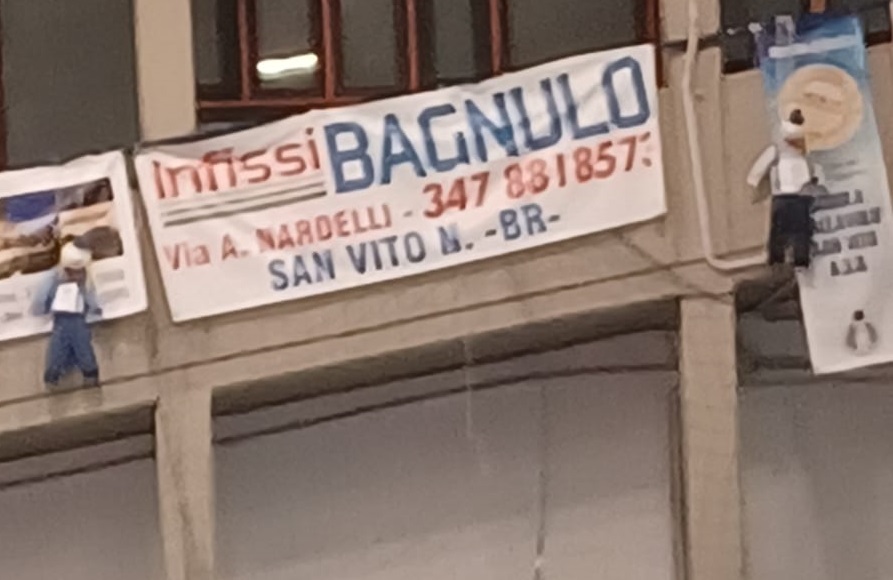 Infissi BAGNULO
Via A. NARDELLI - 347 881857
SAN VITO N. -BR-